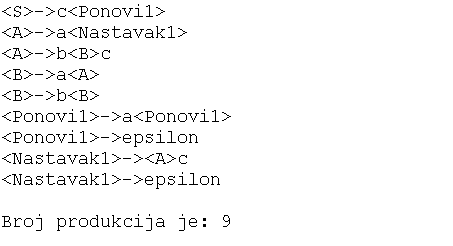 <S>->c<Ponovi1>
<A>->a<Nastavak1>
<A>->b<B>c
<B>->a<A>
<B>->b<B>
<Ponovi1>->a<Ponovi1>
<Ponovi1>->epsilon
<Nastavak1>-><A>c
<Nastavak1>->epsilon
Broj produkcija je: 9